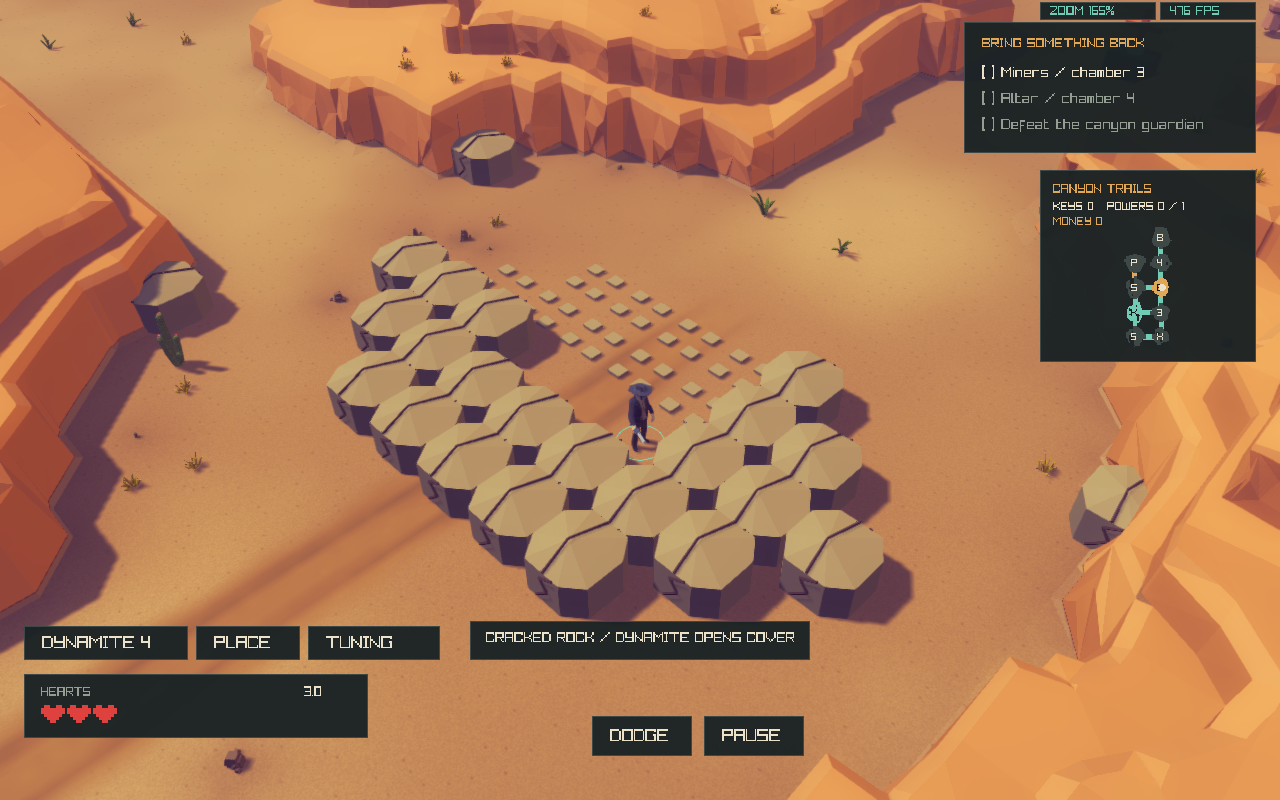 ZOOM 165%
476 FPS
BRING SOMETHING BACK
[ ] Miners / chamber 3
[ ] Altar / chamber 4
[ ] Defeat the canyon guardian
CANYON TRAILS
KEYS 0 POWERS 0 / 1
MONEY 0
B
P 4
S
3
S H
DYNAMITE 4
PLACE
TUNING
CRACKED ROCK / DYNAMITE OPENS COVER
HEARTS 3.0
DODGE
PAUSE